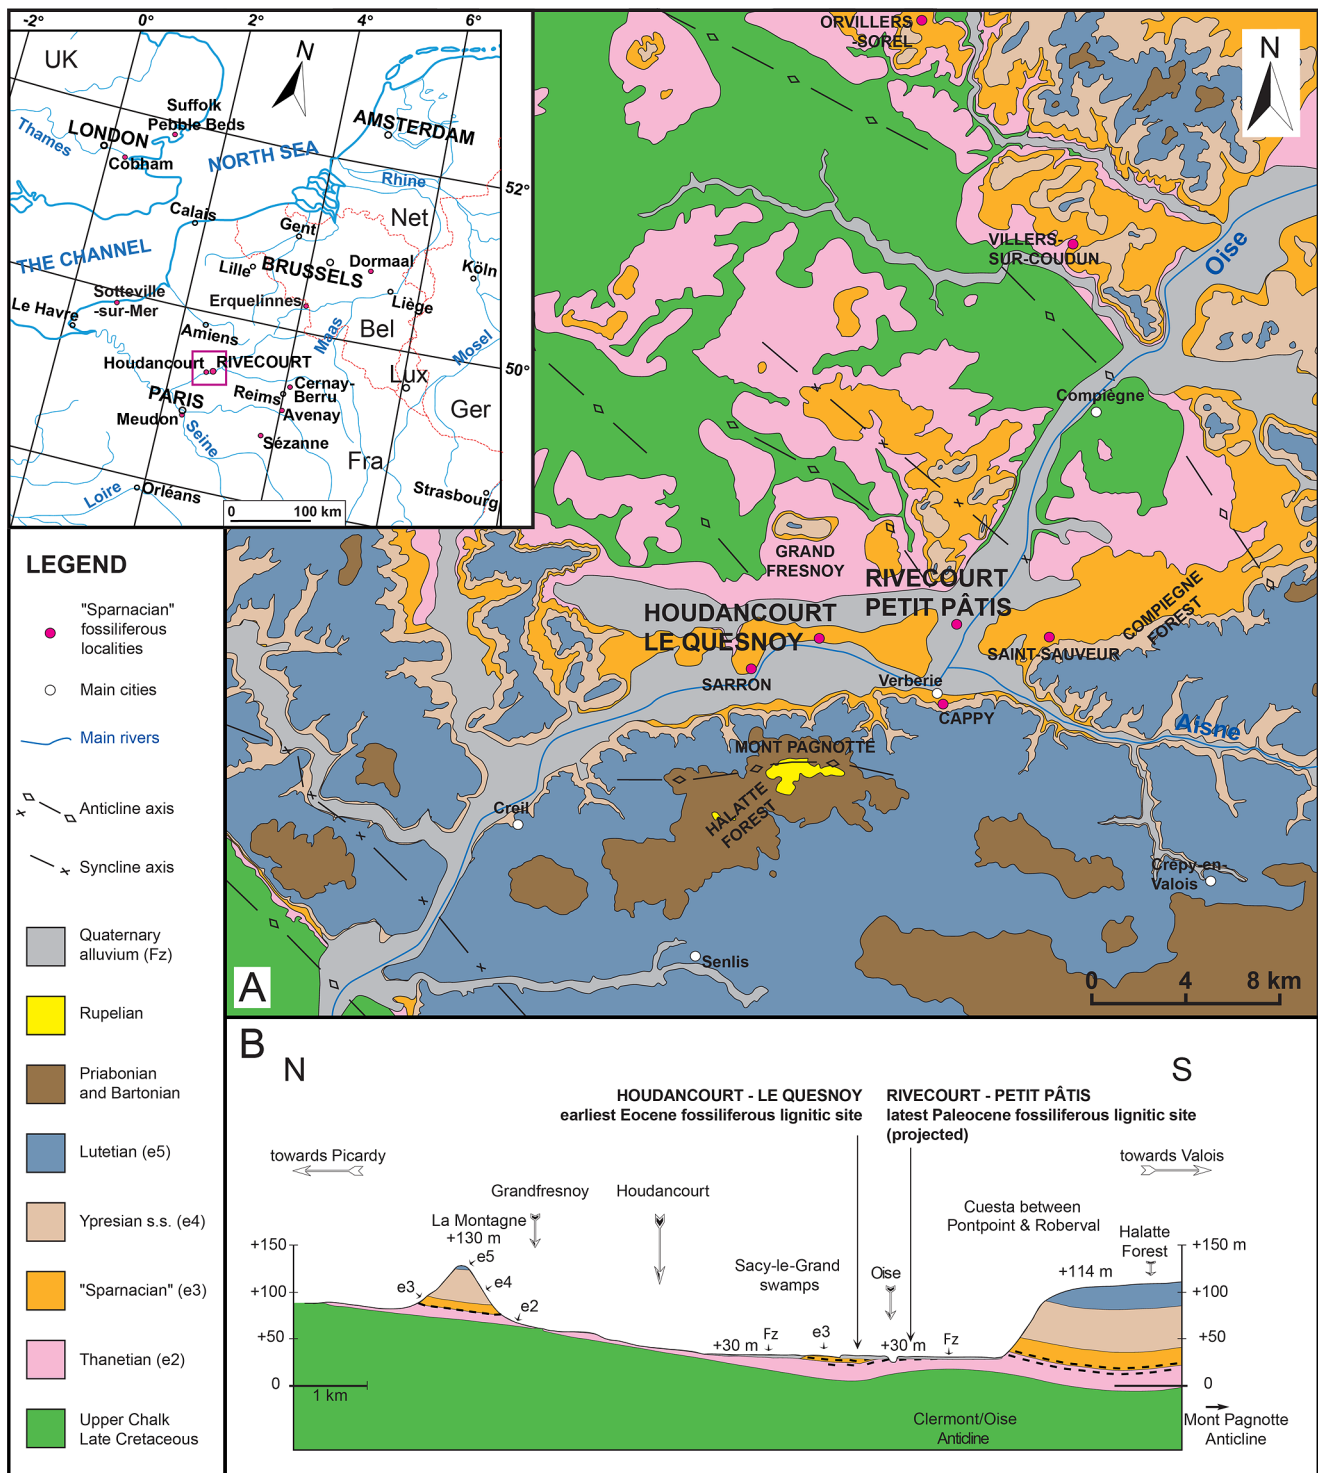 -2°
0°
2°
4°
6°
UK
N
Suffolk
Pebble Beds
AMSTERDAM
Thames
LONDON
NORTH SEA
Cobham
Rhine
52°
Calais
Net
Gent
THE CHANNEL
Lille
BRUSSELS
Dormaal
Köln
Sotteville
-sur-Mer
Erquelinnes
Liège
Le Havre
Amiens
Bel
Maas
Mosel
Houdancourt
RIVECOURT
50°
Lux
PARIS
Reims
Cernay-
Berru
Ger
Meudon
Avenay
Seine
Sézanne
Fra
Loire
Orléans
Strasbourg
0
100 km
ORVILLERS
-SOREL
N
VILLERS-
SUR-COUDUN
Oise
Compiègne
GRAND
FRESNOY
RIVECOURT
PETIT PÂTIS
HOUDANCOURT
LE QUESNOY
COMPIEGNE
FOREST
SAINT-SAUVEUR
SARRON
Verberie
CAPPY
Aisne
MONT PAGNOTTE
HALATTE
FOREST
Creil
Crépy-en-
Valois
Senlis
A
0 4 8 km
LEGEND
"Sparnacian"
fossiliferous
localities
Main cities
Main rivers
Anticline axis
Syncline axis
Quaternary
alluvium (Fz)
Rupelian
Priabonian
and Bartonian
Lutetian (e5)
Ypresian s.s. (e4)
"Sparnacian" (e3)
Thanetian (e2)
Upper Chalk
Late Cretaceous
B
N
S
HOUDANCOURT - LE QUESNOY
earliest Eocene fossiliferous lignitic site
RIVECOURT - PETIT PÂTIS
latest Paleocene fossiliferous lignitic site
(projected)
towards Picardy
towards Valois
Grandfresnoy
Houdancourt
Cuesta between
Pontpoint & Roberval
La Montagne
+130 m
Halatte
Forest
+150
+150 m
e5
Sacy-le-Grand
swamps
Oise
+114 m
e3
e4
+100
+100
e2
+50
+50
+30 m
Fz
e3
+30 m
Fz
0
0
1 km
Clermont/Oise
Anticline
Mont Pagnotte
Anticline